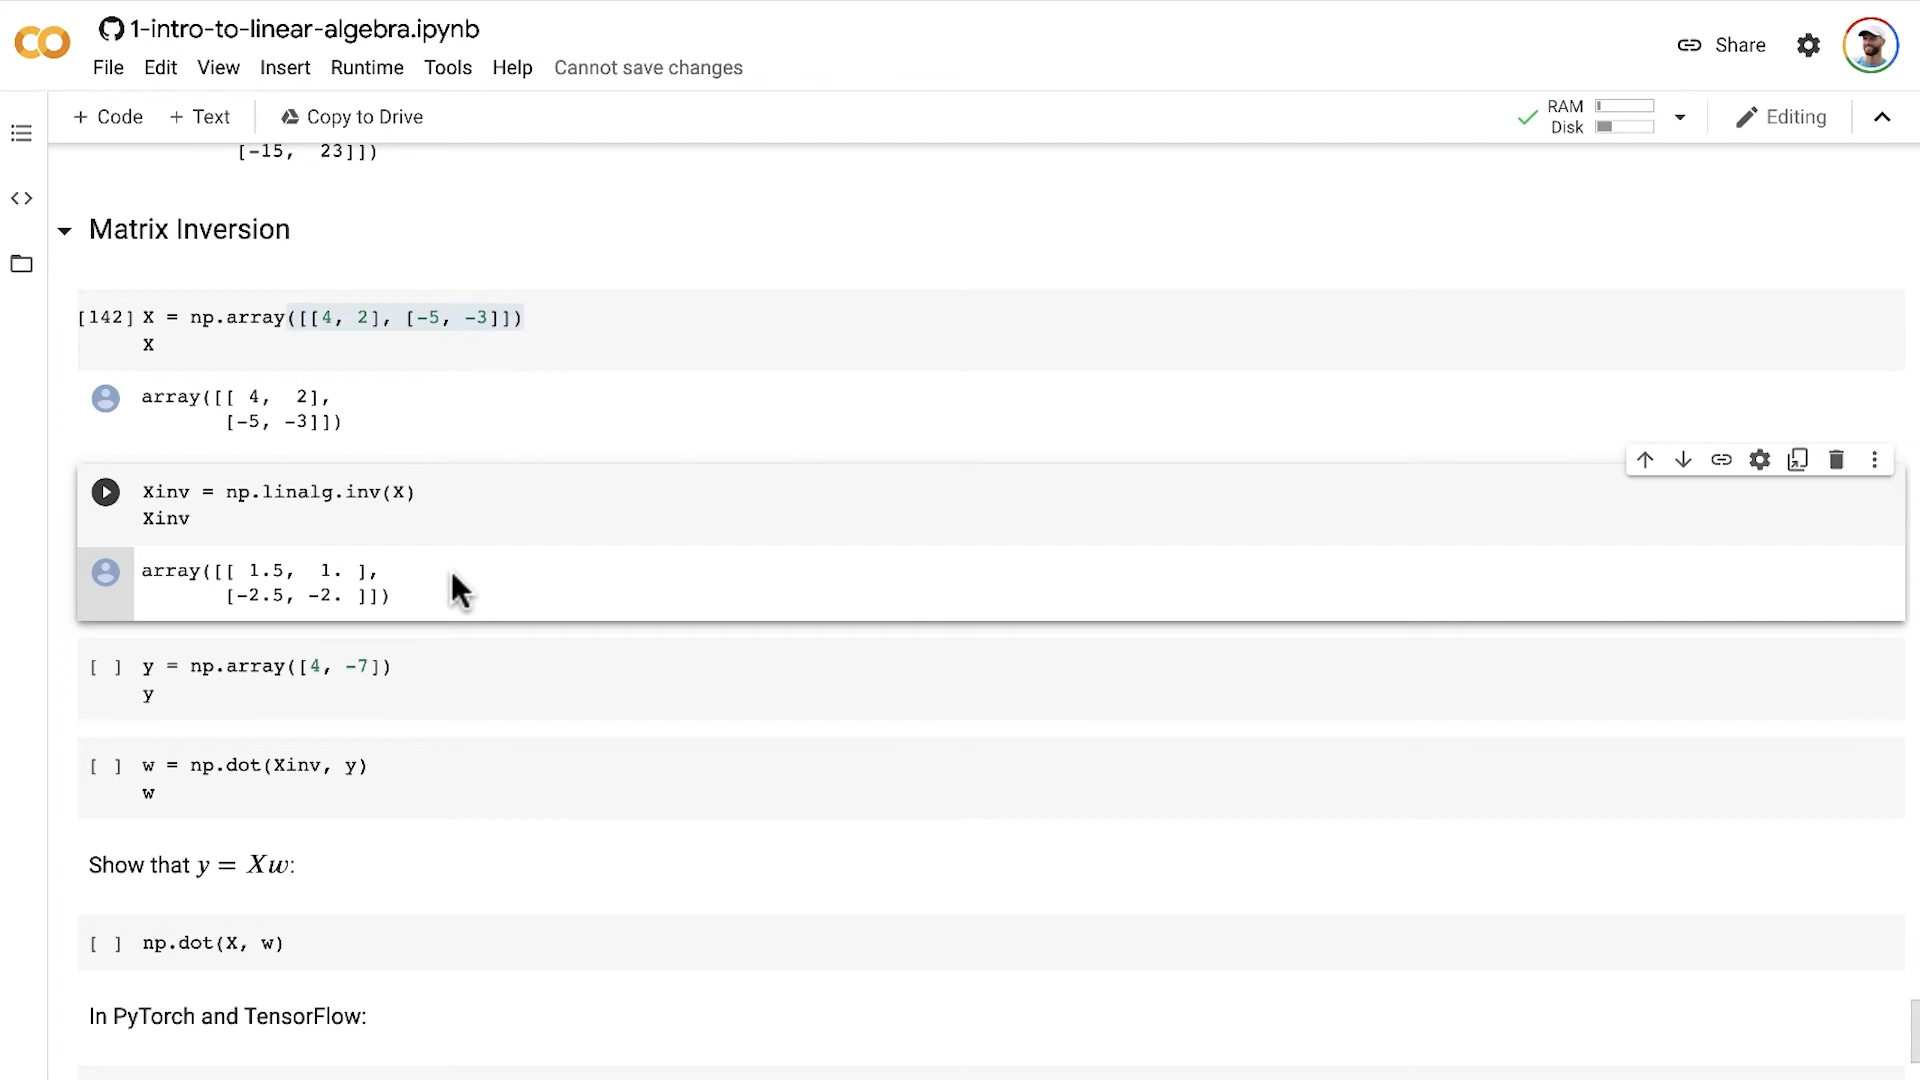 1-intro-to-linear-algebra.ipynb
File Edit View Insert Runtime Tools Help Cannot save changes
Share
+ Code + Text Copy to Drive
RAM
Disk
Editing
[-15, 23]])
Matrix Inversion
[142] X = np.array([[4, 2], [-5, -3]])
X
array([[ 4, 2],
[-5, -3]])
Xinv = np.linalg.inv(X)
Xinv
array([[ 1.5, 1. ],
[-2.5, -2. ]])
[ ] y = np.array([4, -7])
y
[ ] w = np.dot(Xinv, y)
w
Show that y = Xw:
[ ] np.dot(X, w)
In PyTorch and TensorFlow: